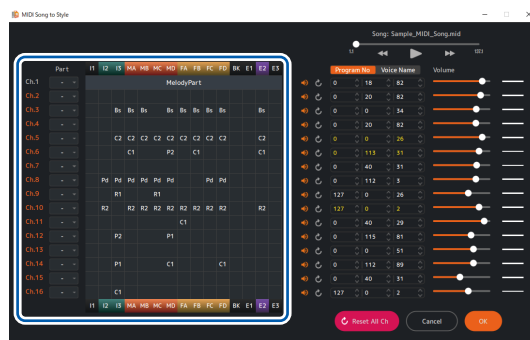 MIDI Song to Style
Song: Sample_MIDI_Song.mid
1/1
Part I1 I2 I3 MA MB MC MD FA FB FC FD BK E1 E2 E3 Program No Voice Name Volume
Ch.1 - MelodyPart 0 18 82
Ch.2 - 0 20 82
Ch.3 - Bs Bs Bs Bs Bs Bs Bs Bs 0 0 34
Ch.4 - 0 20 82
Ch.5 - C2 C2 C2 C2 C2 C2 C2 C2 C2 C2 0 0 26
Ch.6 - C1 P2 C1 C1 0 113 31
Ch.7 - 0 40 31
Ch.8 - Pd Pd Pd Pd Pd Pd Pd 0 112 3
Ch.9 - R1 R1 127 0 26
Ch.10 - R2 R2 R2 R2 R2 R2 R2 R2 R2 R2 127 0 2
Ch.11 - C1 0 40 29
Ch.12 - P2 P1 0 115 81
Ch.13 - 0 0 51
Ch.14 - P1 C1 C1 0 112 89
Ch.15 - 0 40 31
Ch.16 - C1 127 0 2
I1 I2 I3 MA MB MC MD FA FB FC FD BK E1 E2 E3
Reset All Ch Cancel OK